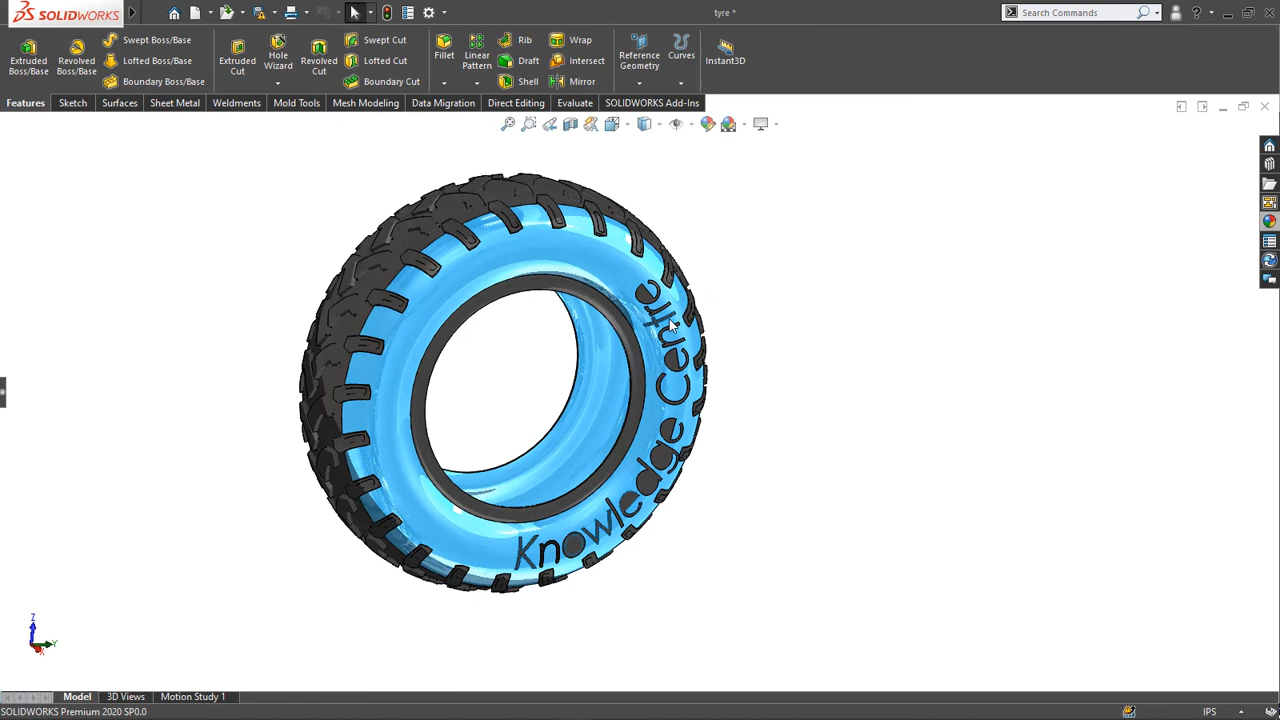 SOLIDWORKS
tyre *
Search Commands
Extruded Boss/Base
Revolved Boss/Base
Swept Boss/Base
Lofted Boss/Base
Boundary Boss/Base
Extruded Cut
Hole Wizard
Revolved Cut
Swept Cut
Lofted Cut
Boundary Cut
Fillet
Linear Pattern
Rib
Draft
Shell
Wrap
Intersect
Mirror
Reference Geometry
Curves
Instant3D
Features
Sketch
Surfaces
Sheet Metal
Weldments
Mold Tools
Mesh Modeling
Data Migration
Direct Editing
Evaluate
SOLIDWORKS Add-Ins
Knowledge Centre
Z
Y
X
Model
3D Views
Motion Study 1
SOLIDWORKS Premium 2020 SP0.0
IPS